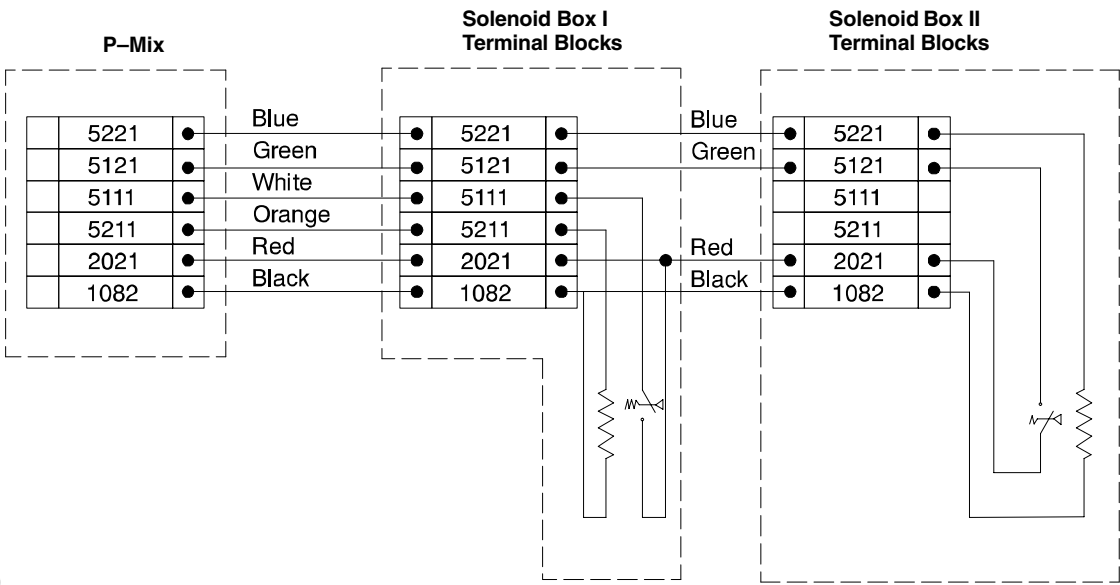 P–Mix
Solenoid Box I
Terminal Blocks
Solenoid Box II
Terminal Blocks
5221
5121
5111
5211
2021
1082
Blue
Green
White
Orange
Red
Black
5221
5121
5111
5211
2021
1082
Blue
Green
Red
Black
5221
5121
5111
5211
2021
1082